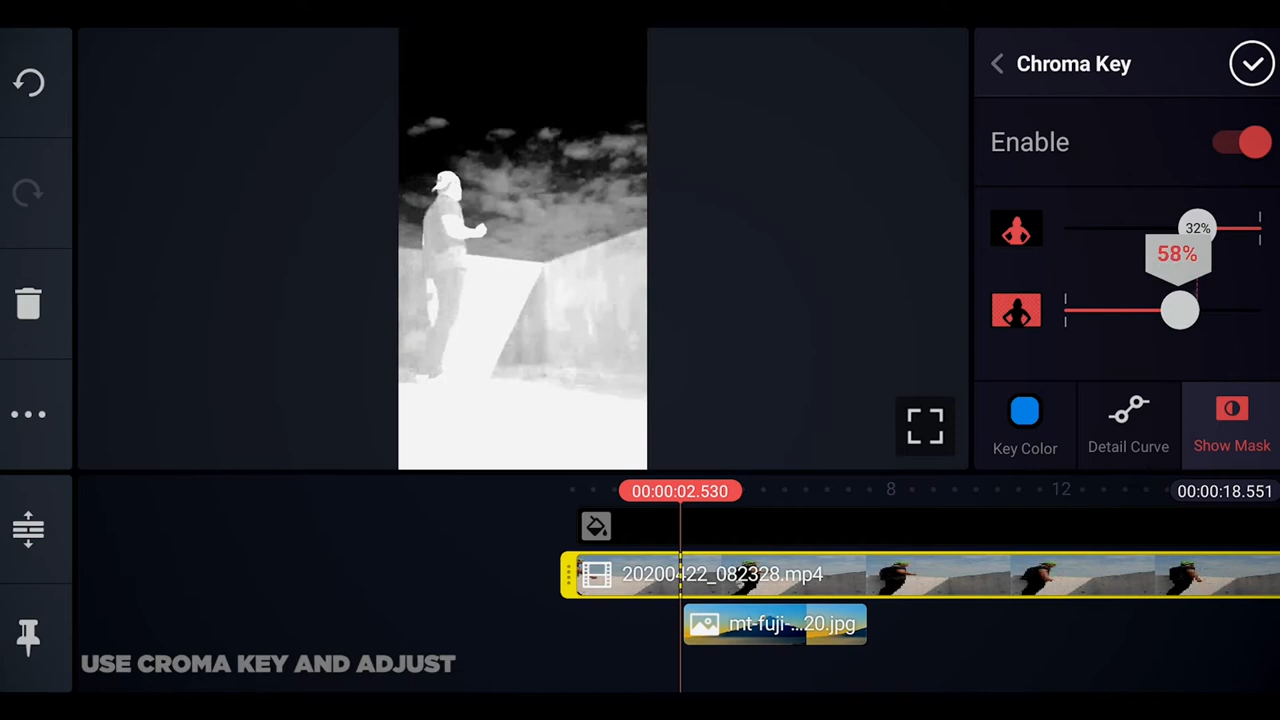 Chroma Key
Enable
32%
58%
Key Color
Detail Curve
Show Mask
00:00:02.530
8
12
00:00:18.551
20200422_082328.mp4
mt-fuji-...20.jpg
USE CROMA KEY AND ADJUST